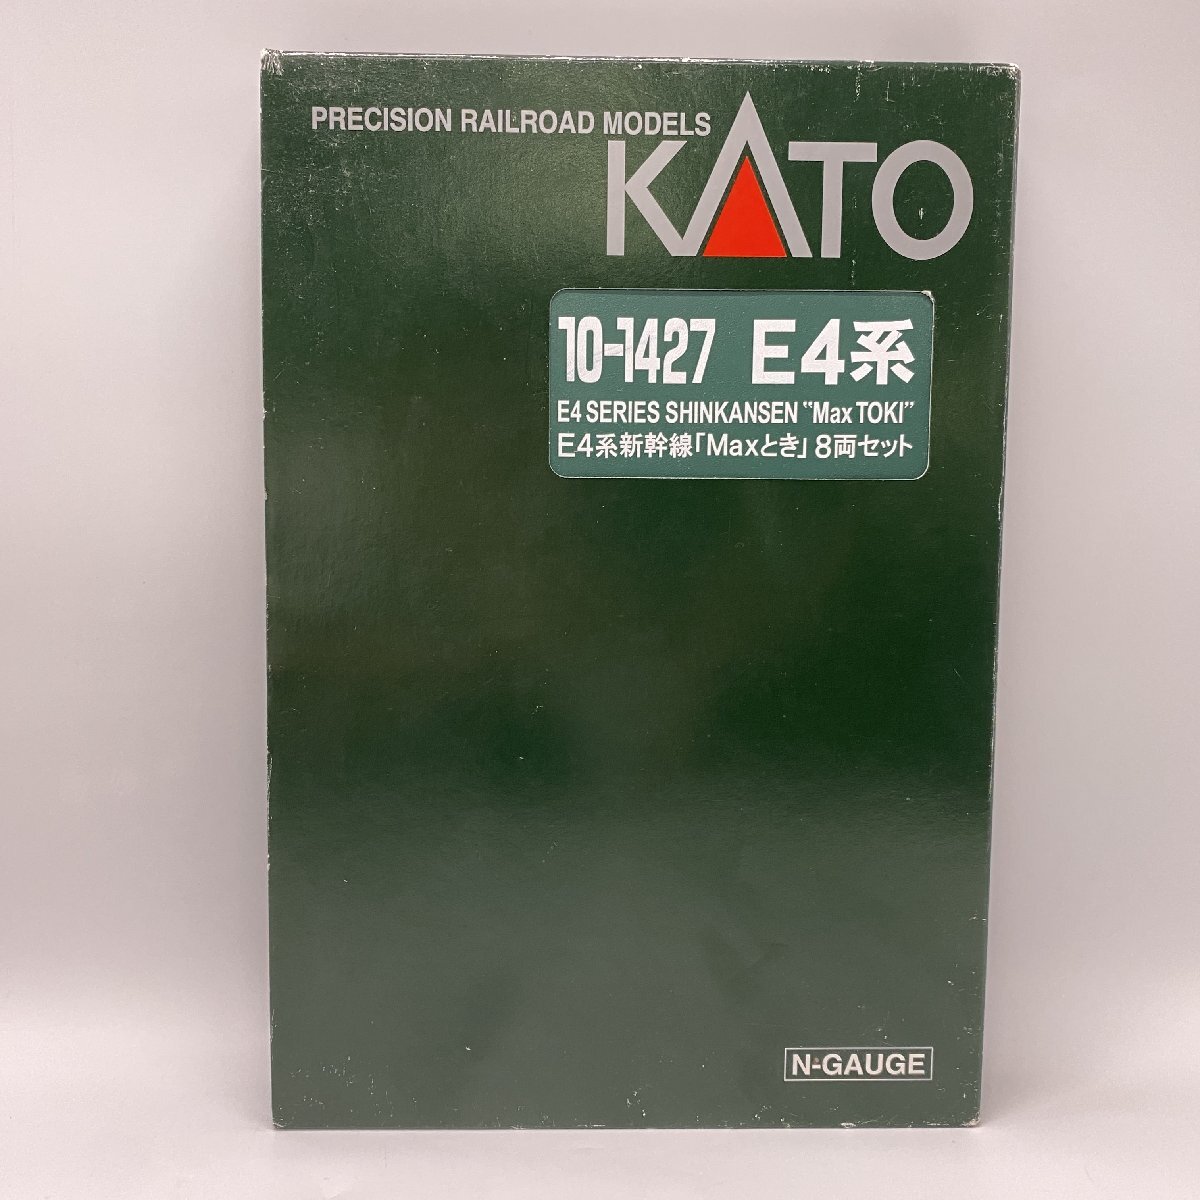 PRECISION RAILROAD MODELS
KATO
10-1427 E4系
E4 SERIES SHINKANSEN “Max TOKI”
E4系新幹線「Maxとき」8両セット
N-GAUGE